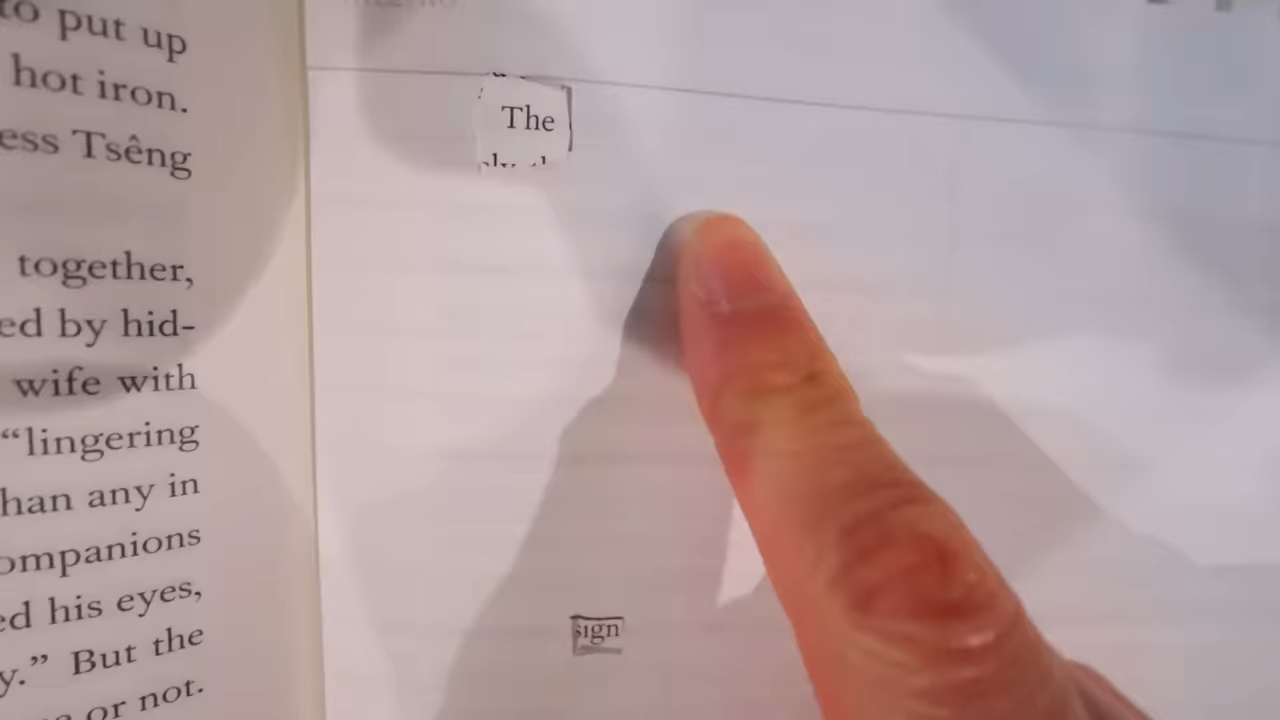 to put up
hot iron.
ess Tsêng
together,
ed by hid-
wife with
“lingering
han any in
ompanions
ed his eyes,
y.” But the
or not.
The
sign